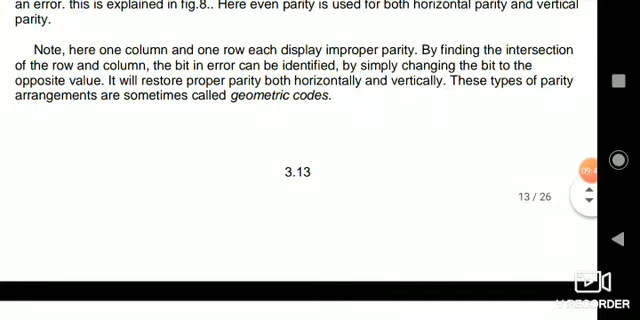 an error. this is explained in fig.8.. Here even parity is used for both horizontal parity and vertical
parity.
Note, here one column and one row each display improper parity. By finding the intersection
of the row and column, the bit in error can be identified, by simply changing the bit to the
opposite value. It will restore proper parity both horizontally and vertically. These types of parity
arrangements are sometimes called geometric codes.
3.13
13 / 26